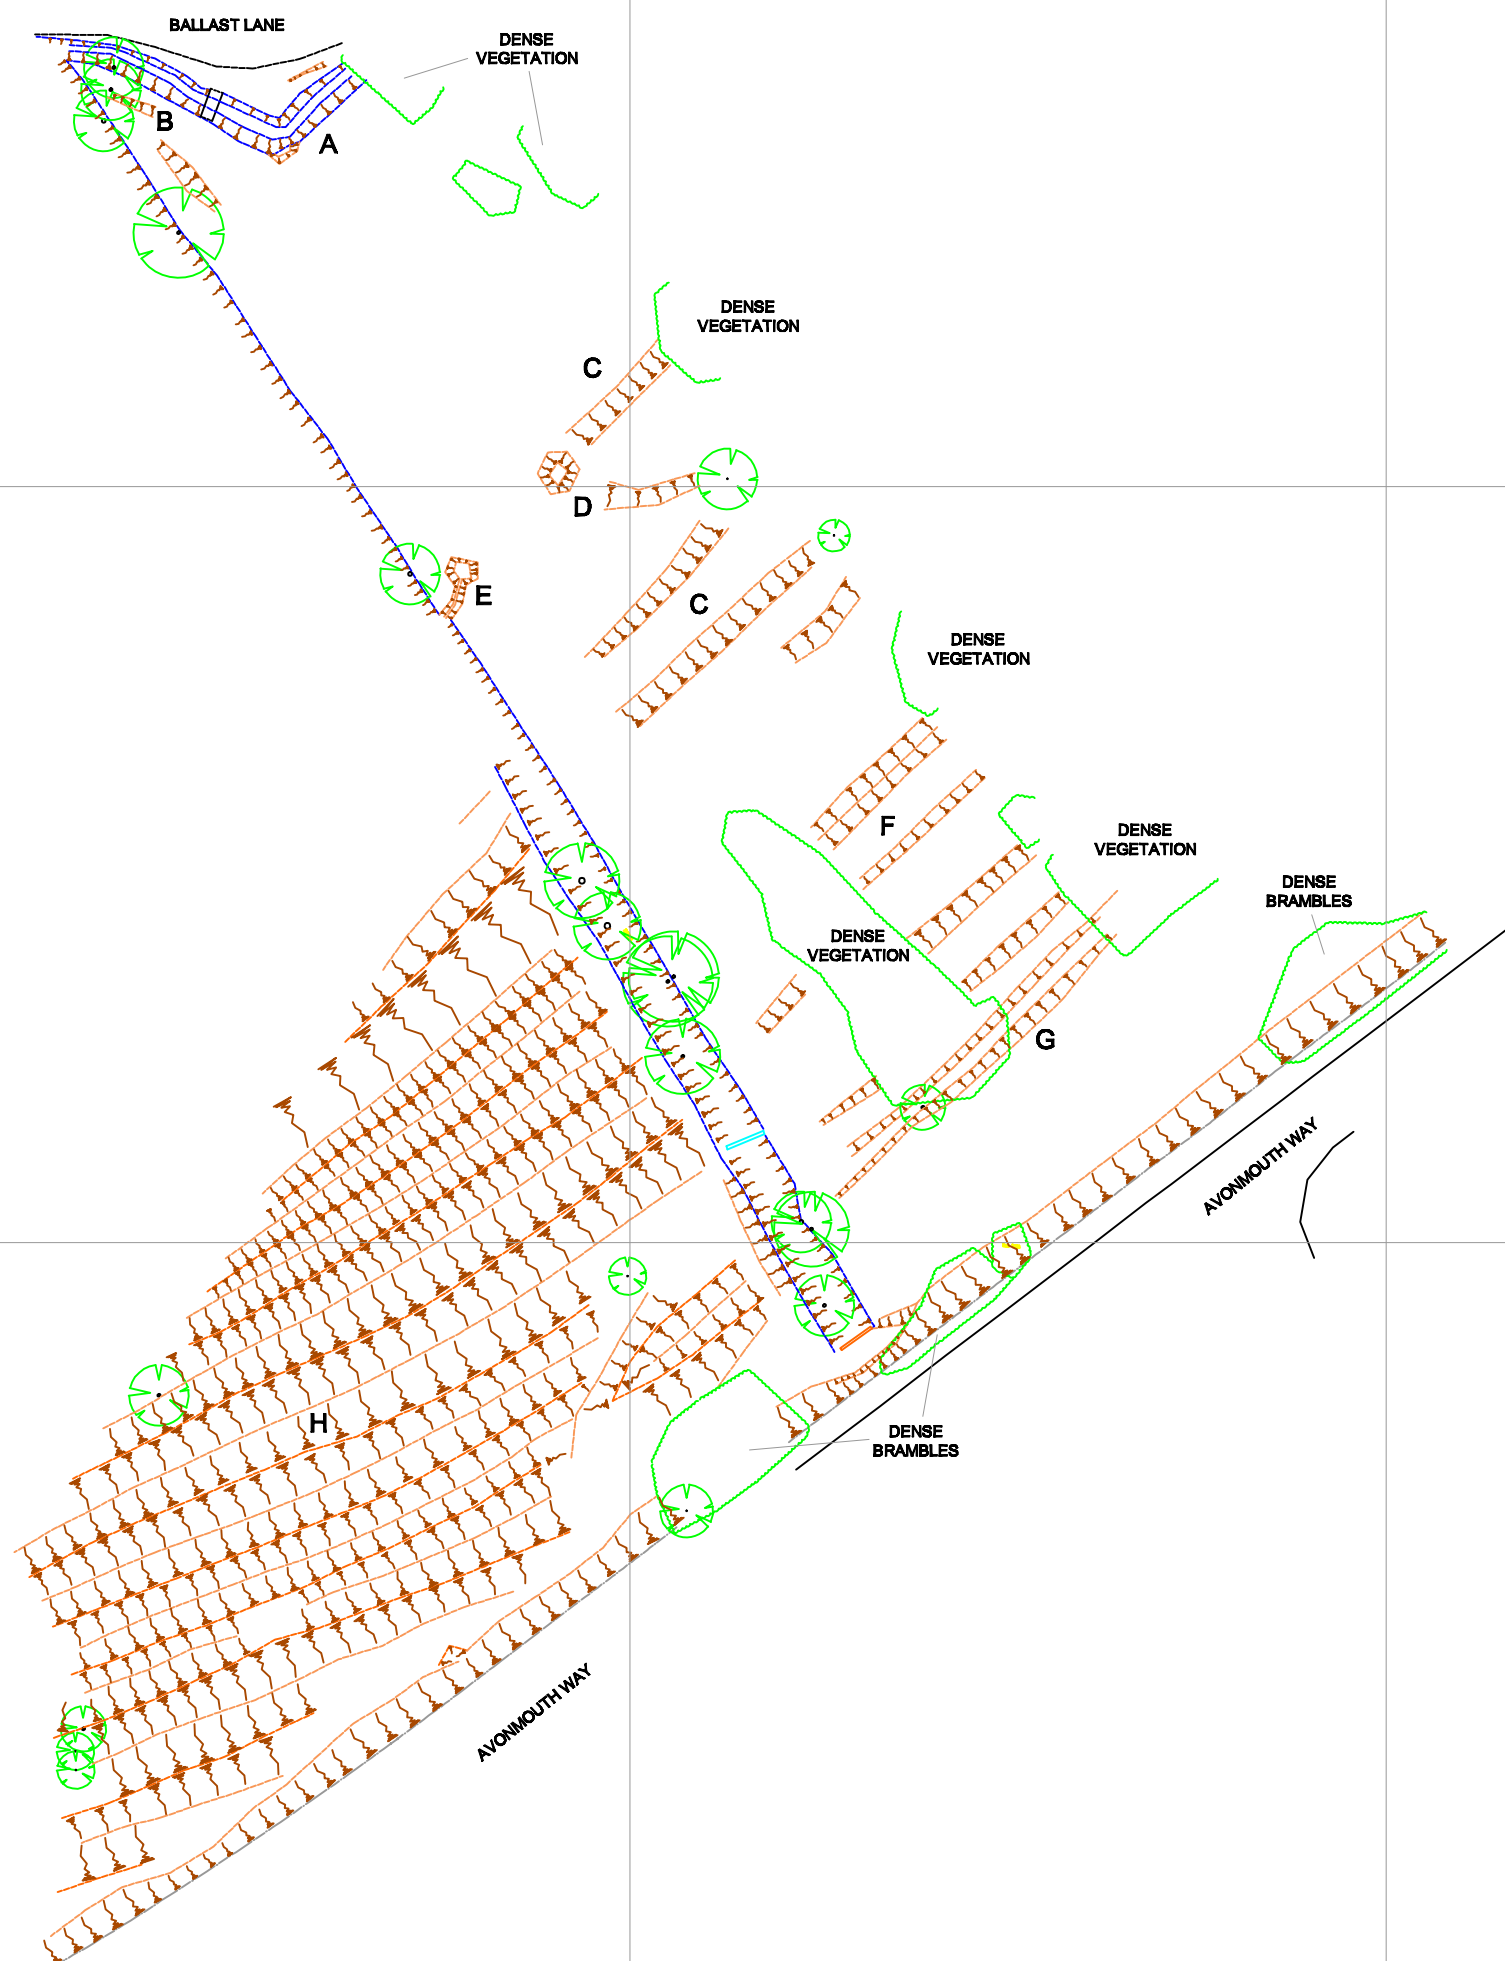 BALLAST LANE
DENSE
VEGETATION
B
A
DENSE
VEGETATION
C
D
E
C
DENSE
VEGETATION
F
DENSE
VEGETATION
DENSE
BRAMBLES
DENSE
VEGETATION
G
AVONMOUTH WAY
H
DENSE
BRAMBLES
AVONMOUTH WAY